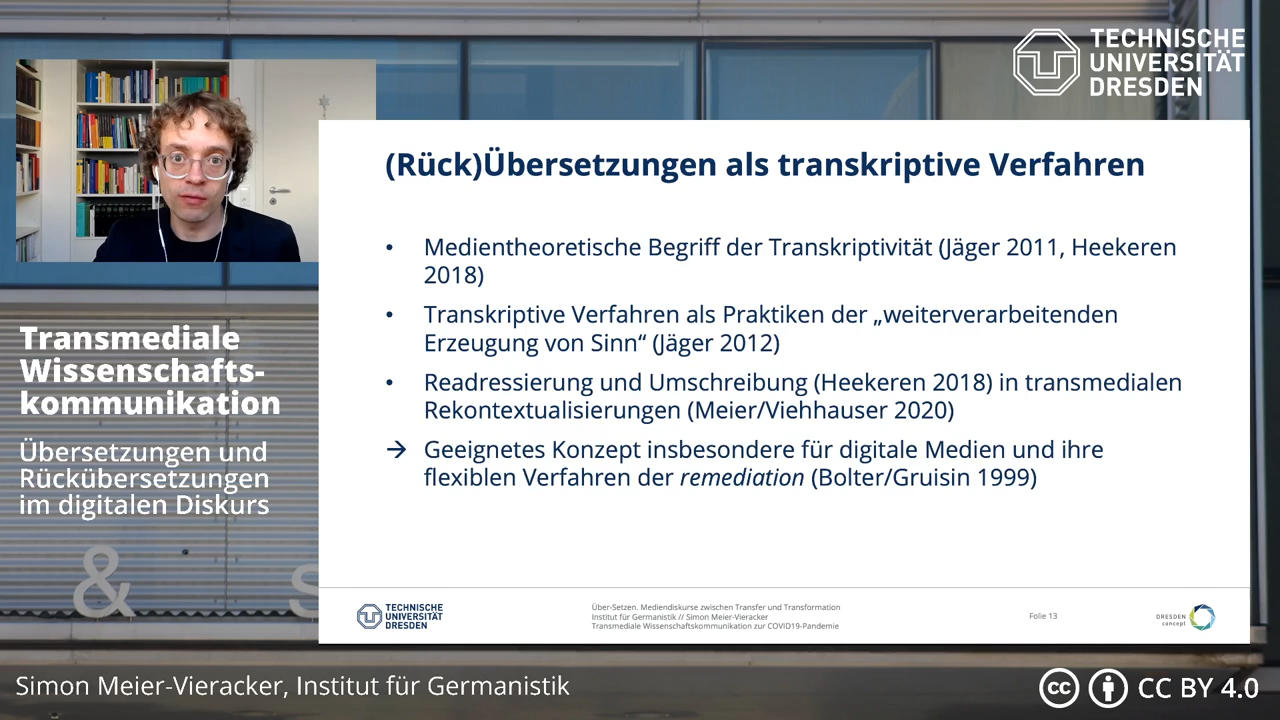 TECHNISCHE
UNIVERSITÄT
DRESDEN
(Rück)Übersetzungen als transkriptive Verfahren
• Medientheoretische Begriff der Transkriptivität (Jäger 2011, Heekeren
2018)
• Transkriptive Verfahren als Praktiken der „weiterverarbeitenden
Erzeugung von Sinn“ (Jäger 2012)
• Readressierung und Umschreibung (Heekeren 2018) in transmedialen
Rekontextualisierungen (Meier/Viehhauser 2020)
→ Geeignetes Konzept insbesondere für digitale Medien und ihre
flexiblen Verfahren der remediation (Bolter/Gruisin 1999)
Transmediale
Wissenschafts-
kommunikation
Übersetzungen und
Rückübersetzungen
im digitalen Diskurs
& s
TECHNISCHE
UNIVERSITÄT
DRESDEN
Über-Setzen. Mediendiskurse zwischen Transfer und Transformation
Institut für Germanistik // Simon Meier-Vieracker
Transmediale Wissenschaftskommunikation zur COVID19-Pandemie
Folie 13
DRESDEN
concept
Simon Meier-Vieracker, Institut für Germanistik
cc CC BY 4.0